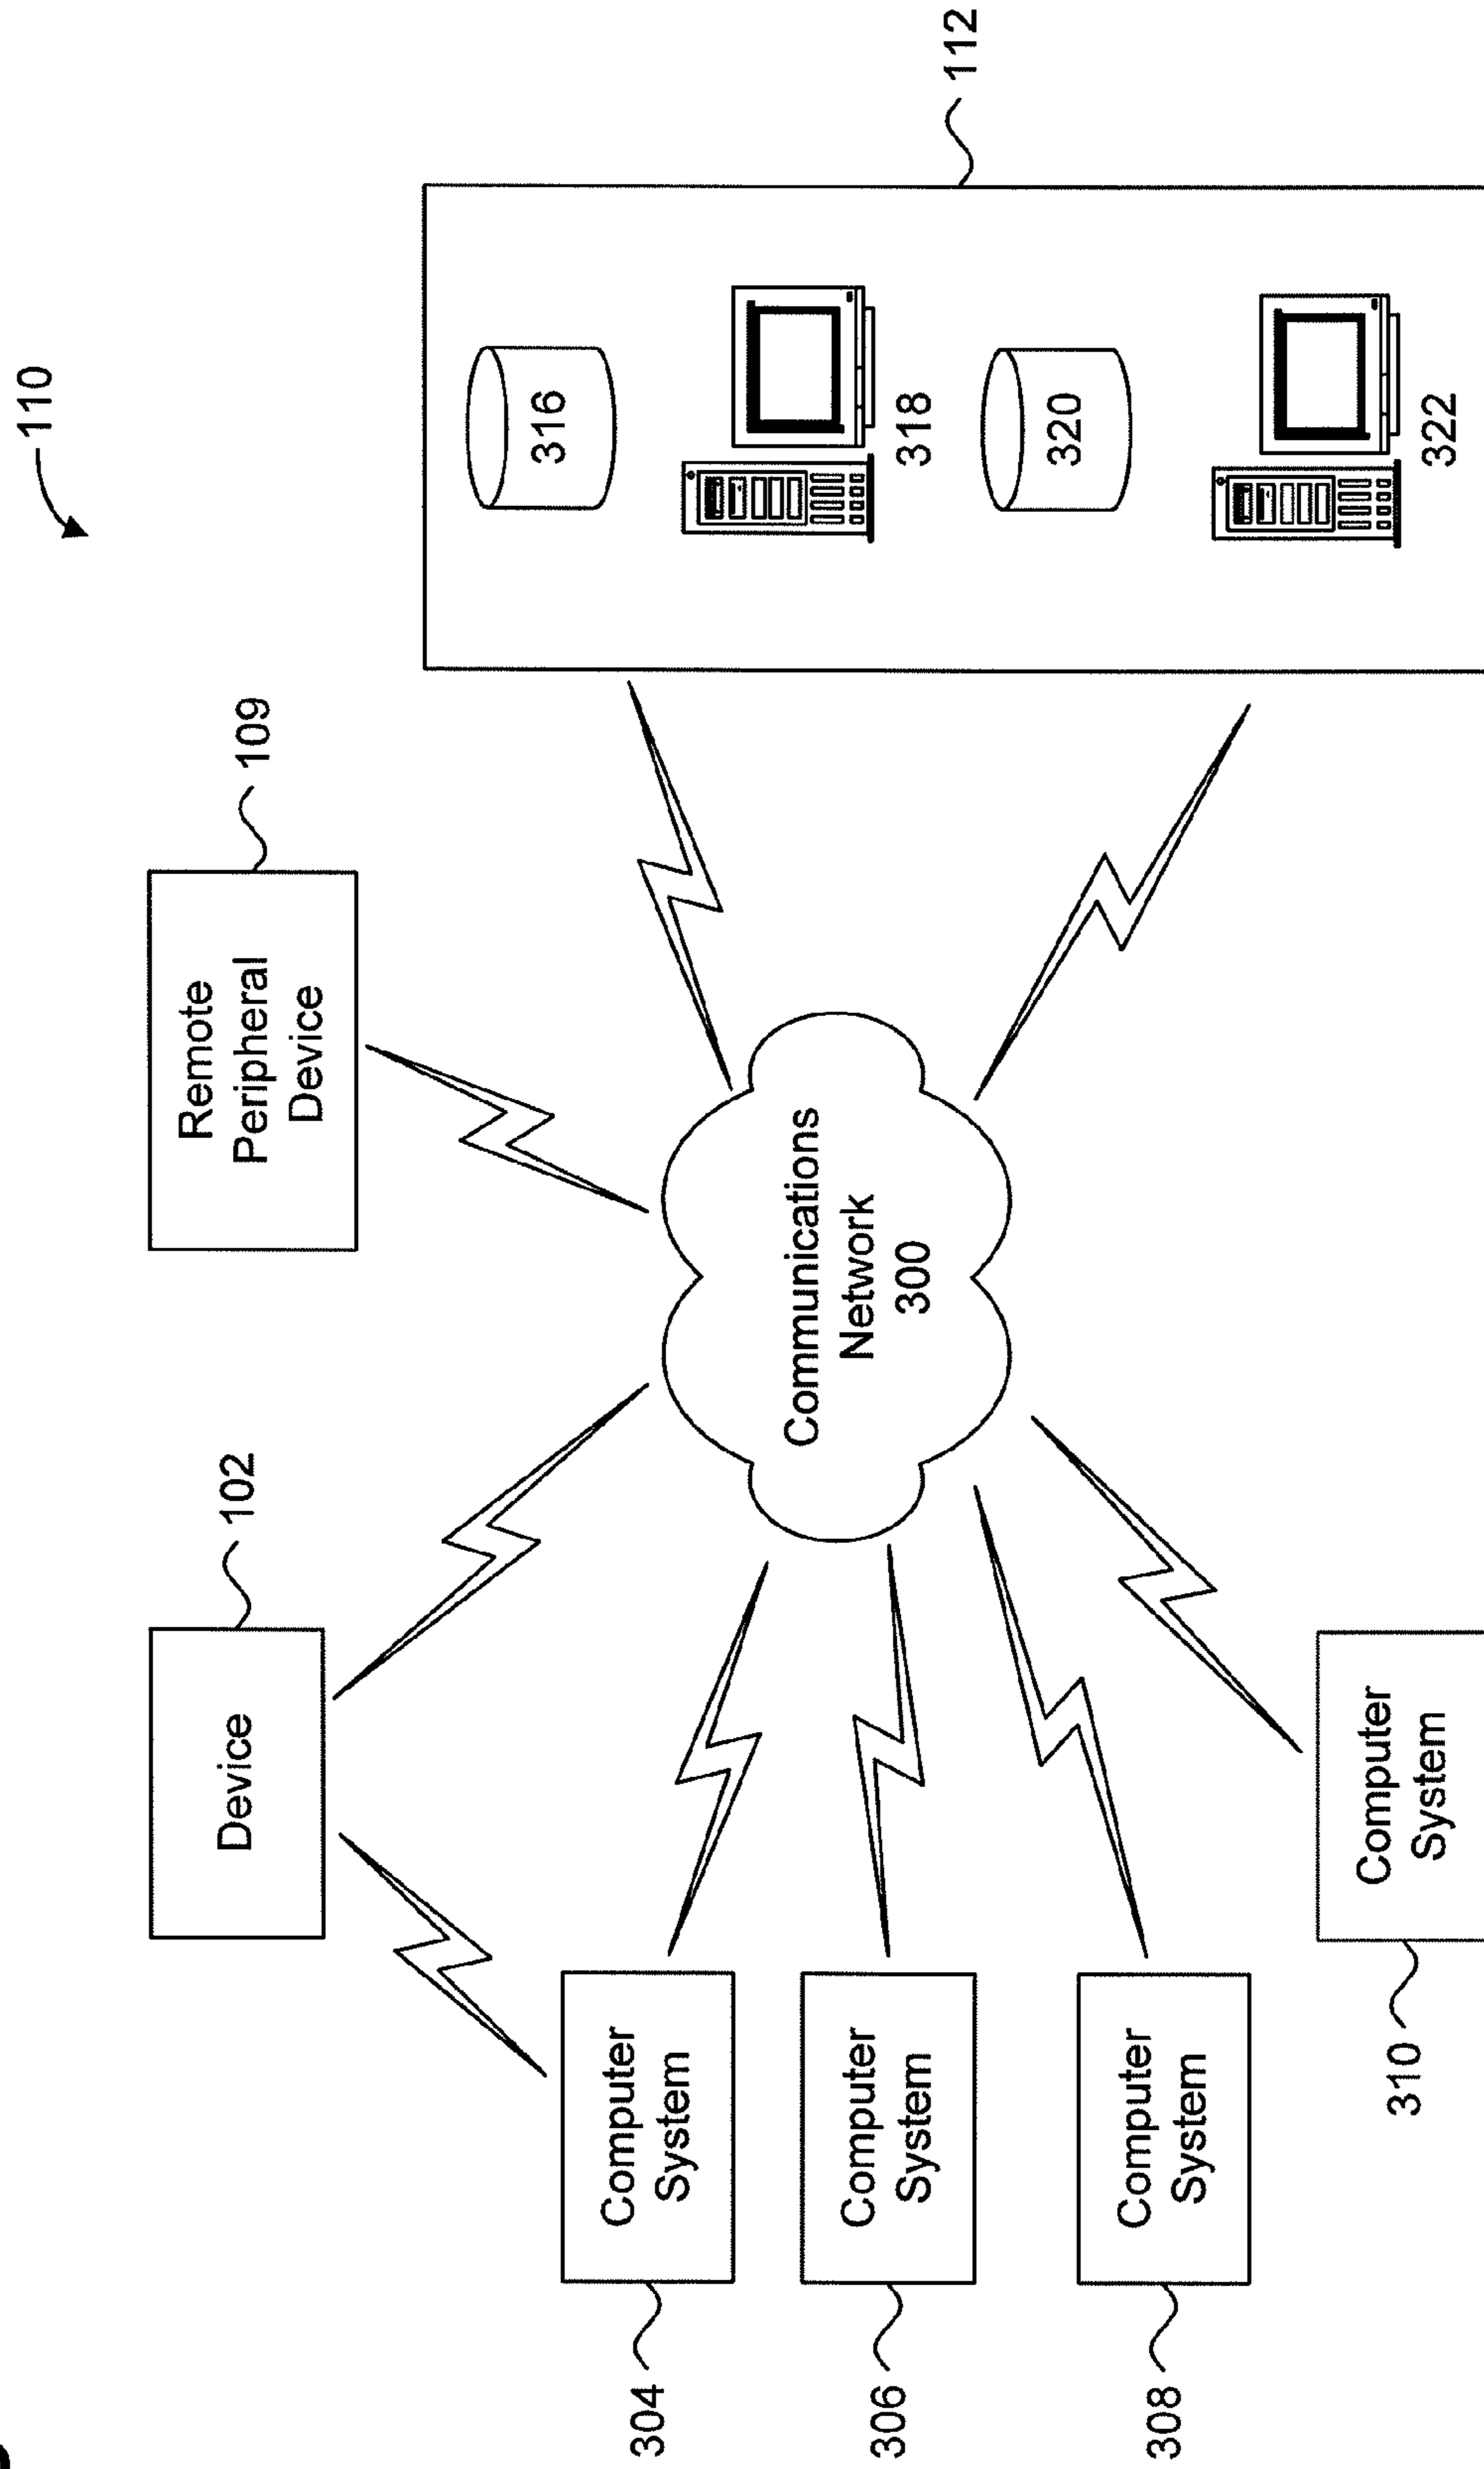 110
Device
102
Remote
Peripheral
Device
109
Computer
System
304
Computer
System
306
Computer
System
308
Computer
System
310
Communications
Network
300
316
318
320
322
112